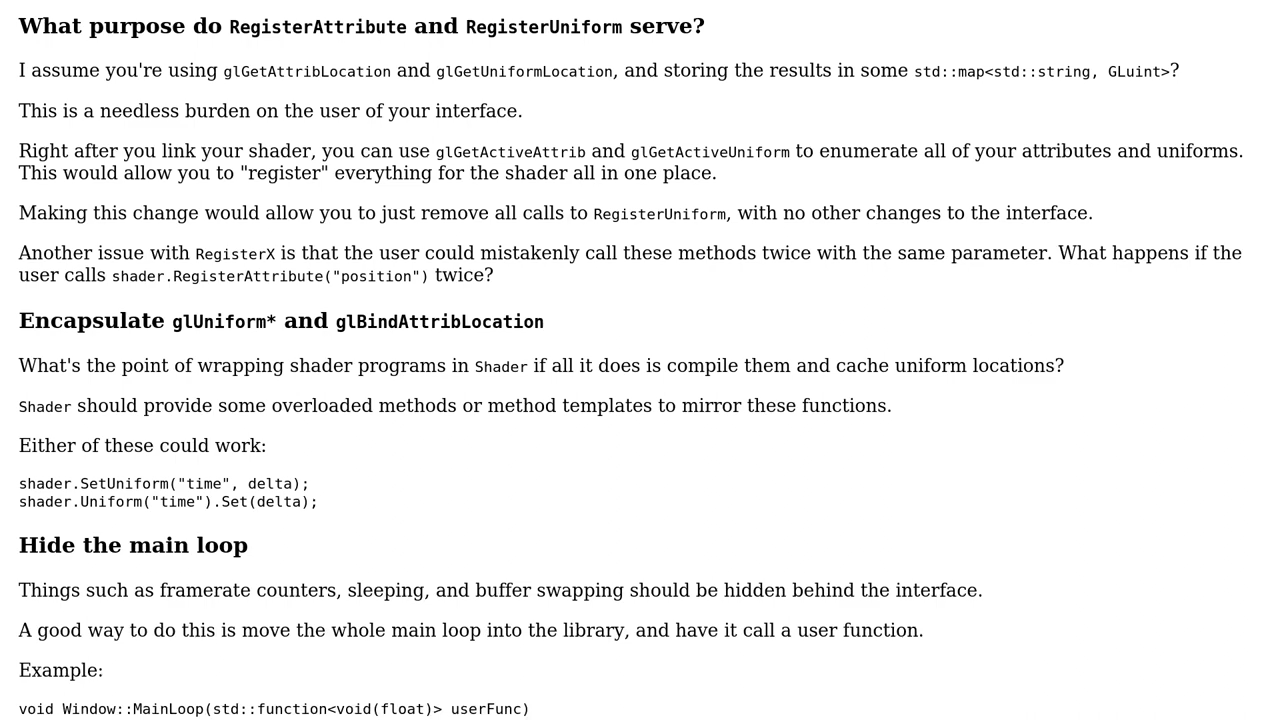 What purpose do RegisterAttribute and RegisterUniform serve?
I assume you're using glGetAttribLocation and glGetUniformLocation, and storing the results in some std::map<std::string, GLuint>?
This is a needless burden on the user of your interface.
Right after you link your shader, you can use glGetActiveAttrib and glGetActiveUniform to enumerate all of your attributes and uniforms.
This would allow you to "register" everything for the shader all in one place.
Making this change would allow you to just remove all calls to RegisterUniform, with no other changes to the interface.
Another issue with RegisterX is that the user could mistakenly call these methods twice with the same parameter. What happens if the
user calls shader.RegisterAttribute("position") twice?
Encapsulate glUniform* and glBindAttribLocation
What's the point of wrapping shader programs in Shader if all it does is compile them and cache uniform locations?
Shader should provide some overloaded methods or method templates to mirror these functions.
Either of these could work:
shader.SetUniform("time", delta);
shader.Uniform("time").Set(delta);
Hide the main loop
Things such as framerate counters, sleeping, and buffer swapping should be hidden behind the interface.
A good way to do this is move the whole main loop into the library, and have it call a user function.
Example:
void Window::MainLoop(std::function<void(float)> userFunc)